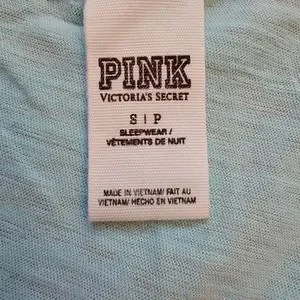 PINK
VICTORIA'S SECRET
S | P
SLEEPWEAR /
VÊTEMENTS DE NUIT
MADE IN VIETNAM/ FAIT AU
VIETNAM/ HECHO EN VIETNAM